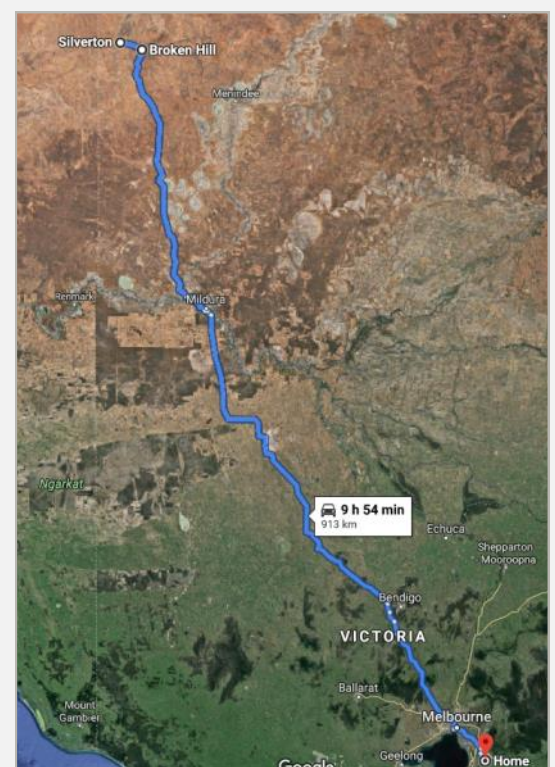 Silverton
Broken Hill
Menindee
Renmark
Mildura
Ngarkat
9 h 54 min
913 km
Echuca
Shepparton
Mooroopna
Bendigo
VICTORIA
Ballarat
Mount
Gambier
Melbourne
Geelong
Google
Home